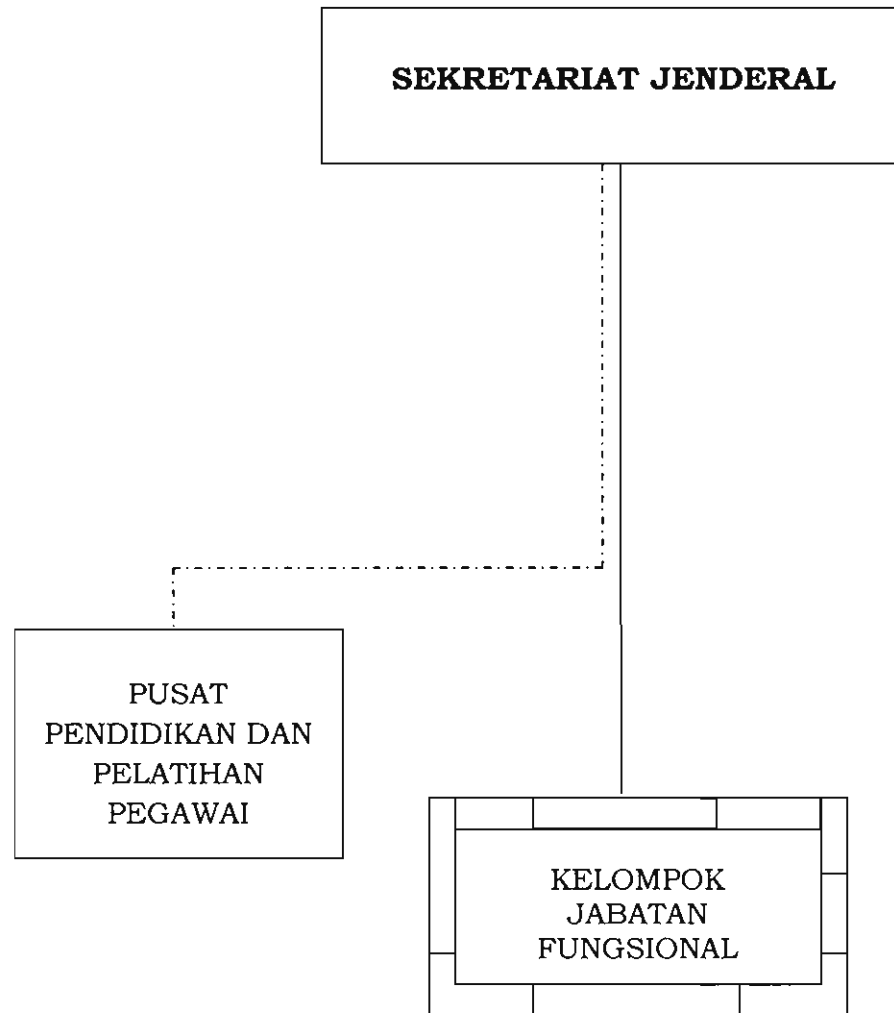 SEKRETARIAT JENDERAL
PUSAT
PENDIDIKAN DAN
PELATIHAN
PEGAWAI
KELOMPOK
JABATAN
FUNGSIONAL